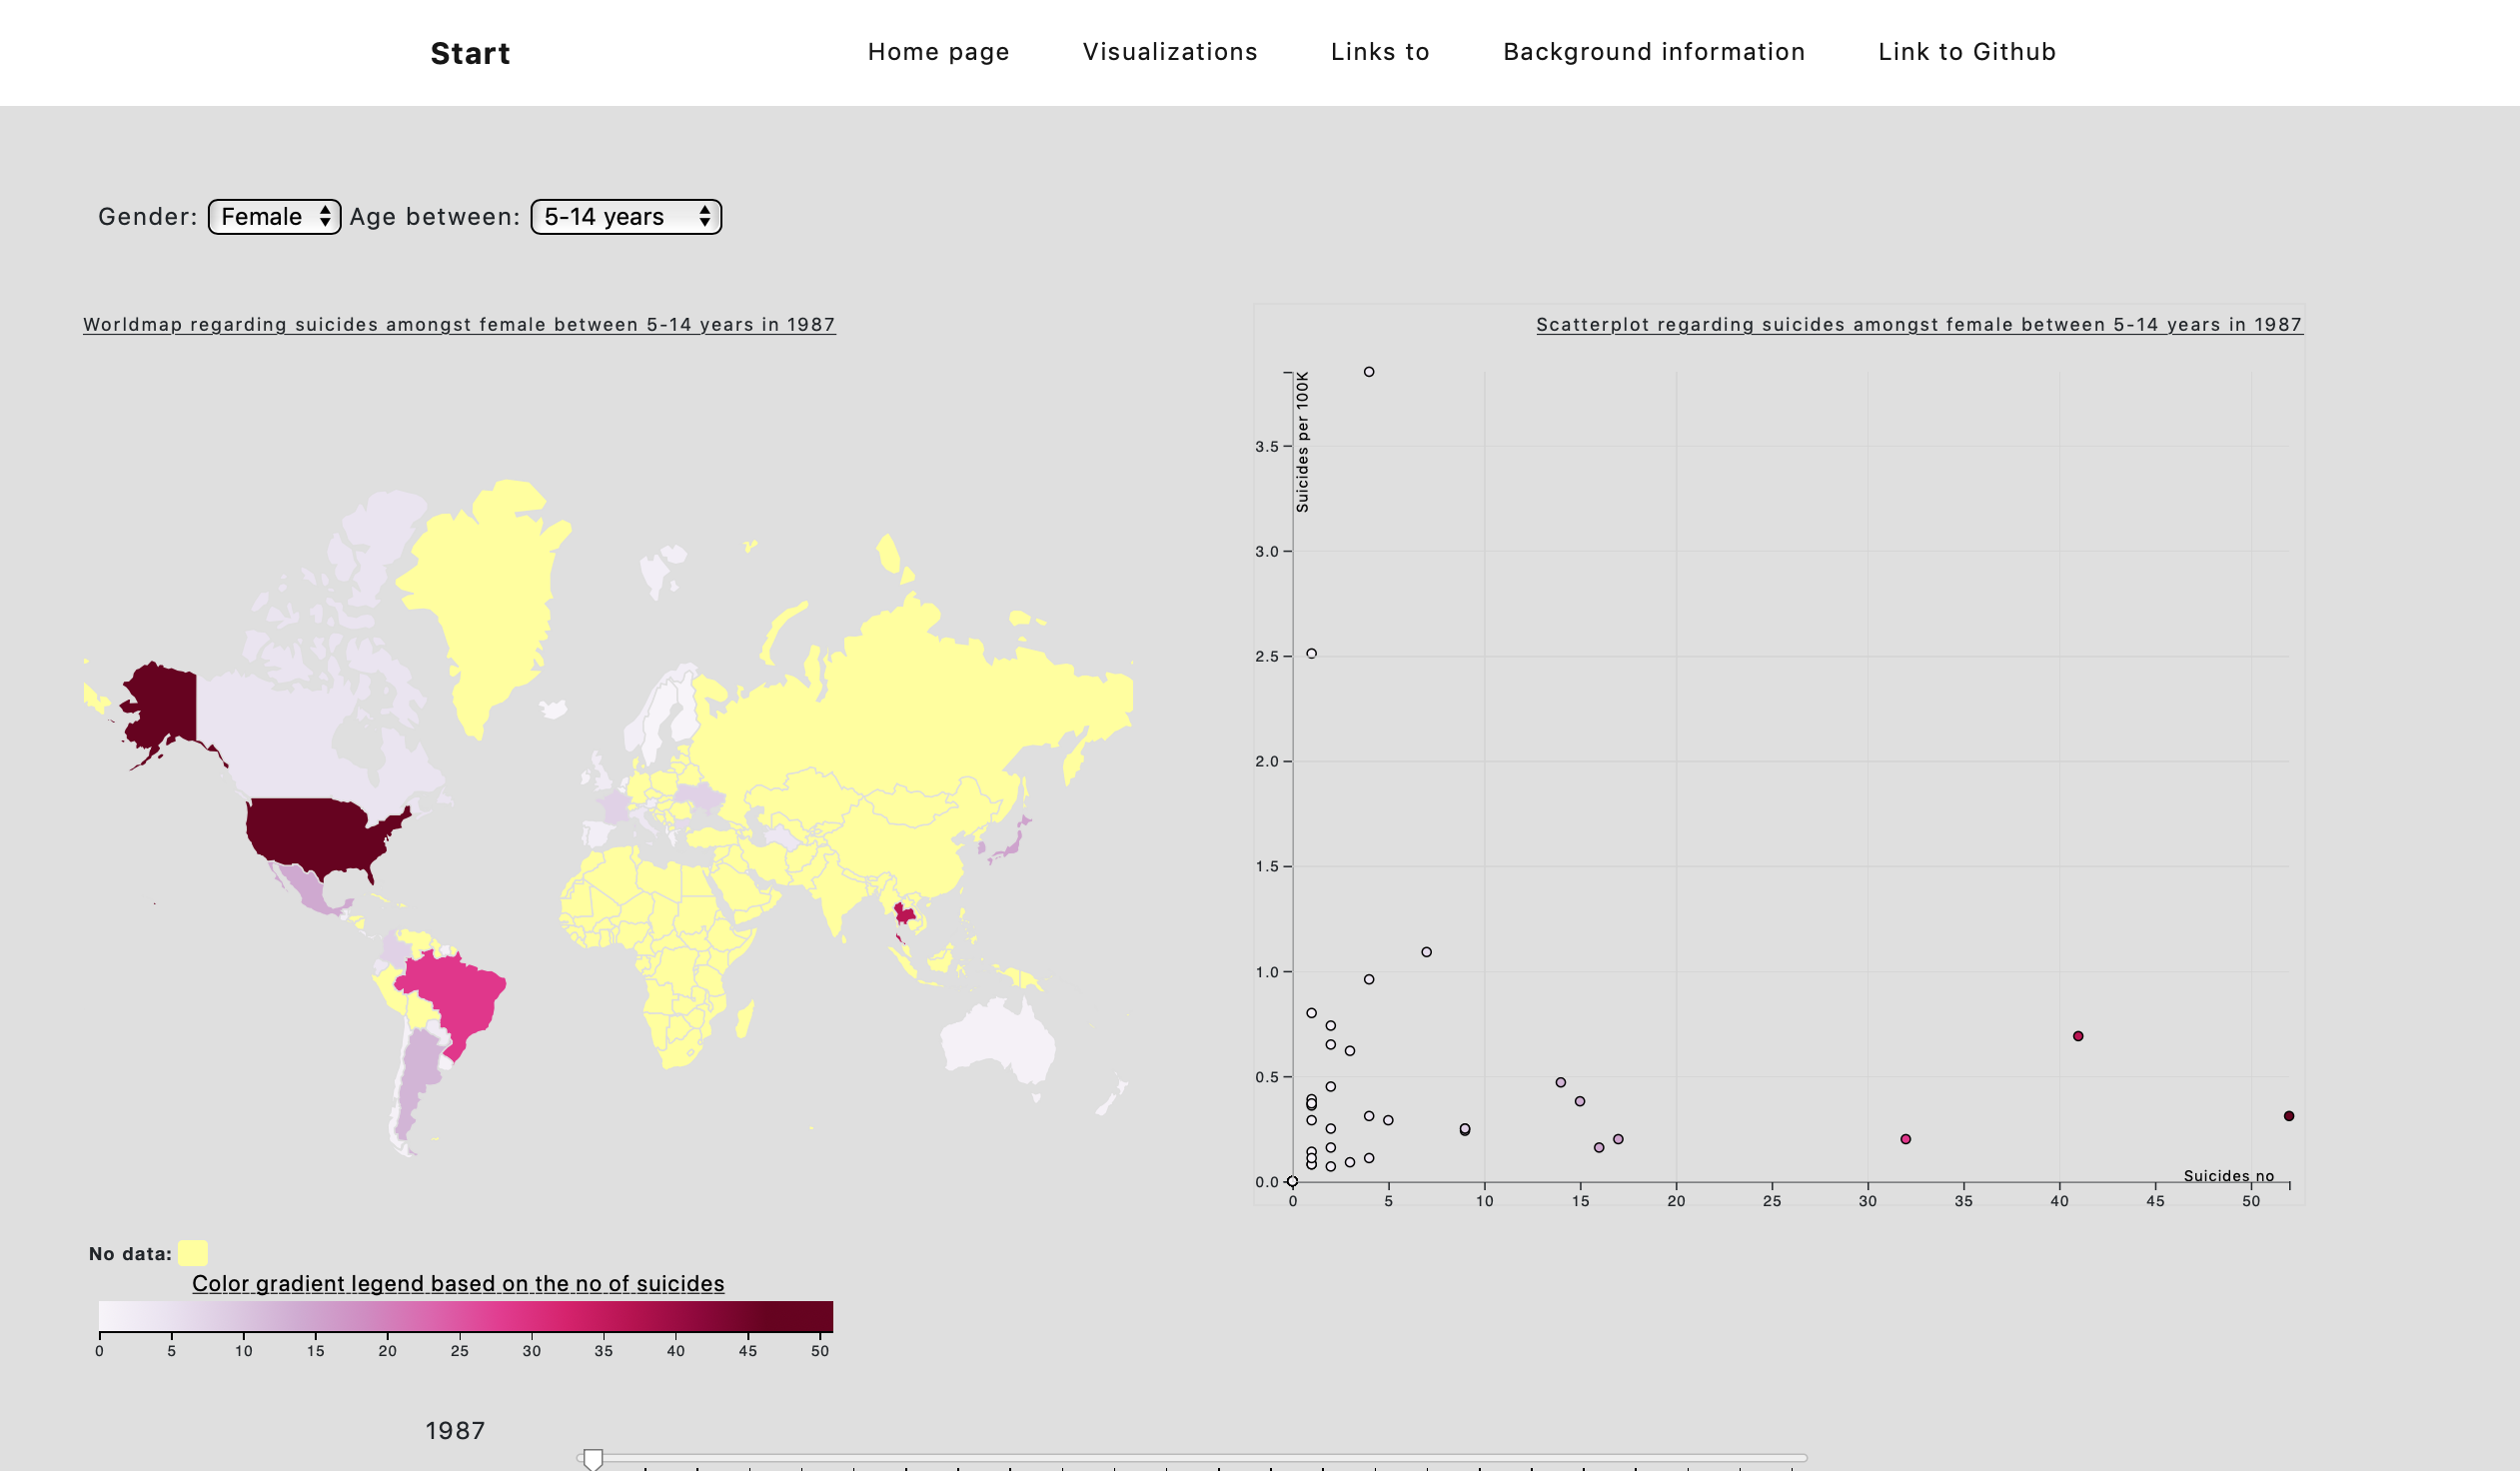 Start Home page Visualizations Links to Background information Link to Github
Gender: Female Age between: 5-14 years
Worldmap regarding suicides amongst female between 5-14 years in 1987
Scatterplot regarding suicides amongst female between 5-14 years in 1987
Suicides per 100K
3.5
3.0
2.5
2.0
1.5
1.0
0.5
0.0
Suicides no
0 5 10 15 20 25 30 35 40 45 50
No data:
Color gradient legend based on the no of suicides
0 5 10 15 20 25 30 35 40 45 50
1987